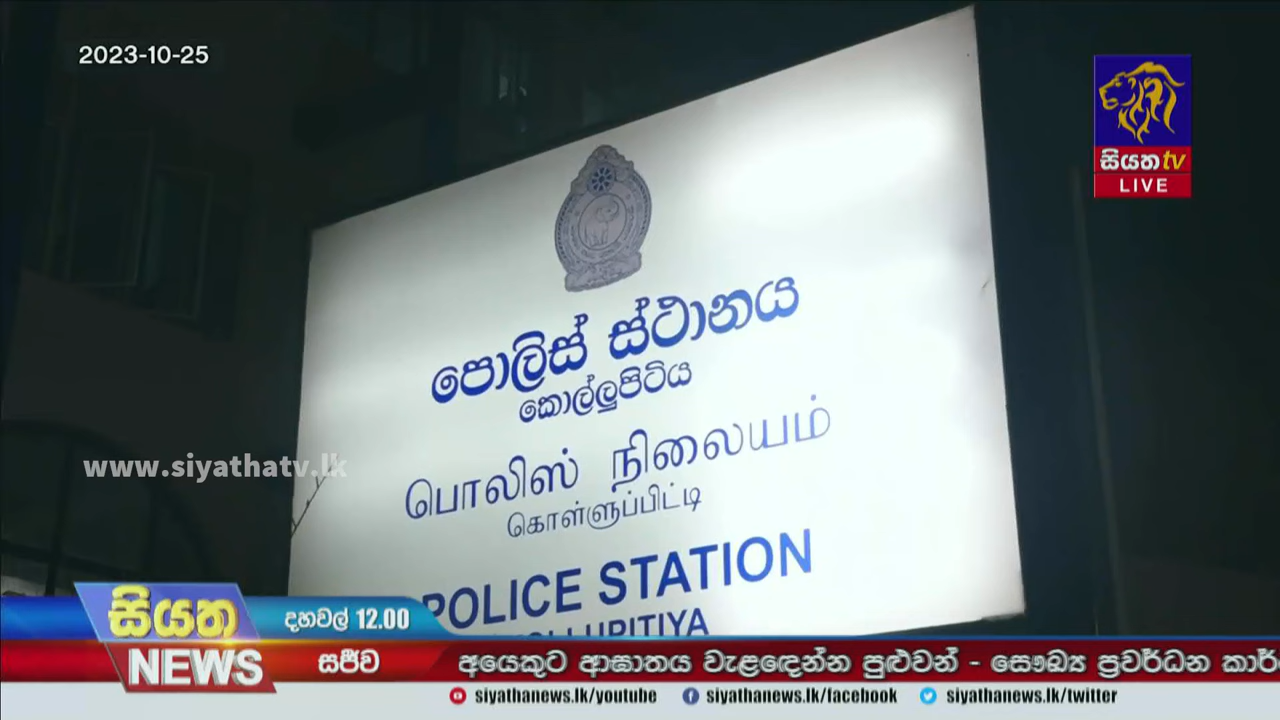 2023-10-25
සියත tv
LIVE
පොලිස් ස්ථානය
කොල්ලුපිටිය
பொலிஸ் நிலையம்
கொள்ளுப்பிட்டி
POLICE STATION
www.siyathatv.lk
සියත
දහවල් 12.00
NEWS
සජීව
අයෙකුට ආඝාතය වැළඳෙන්න පුළුවන් - සෞඛ්‍ය ප්‍රවර්ධන
siyathanews.lk/youtube
siyathanews.lk/facebook
siyathanews.lk/twitter